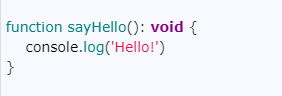 function sayHello(): void {
    console.log('Hello!')
}